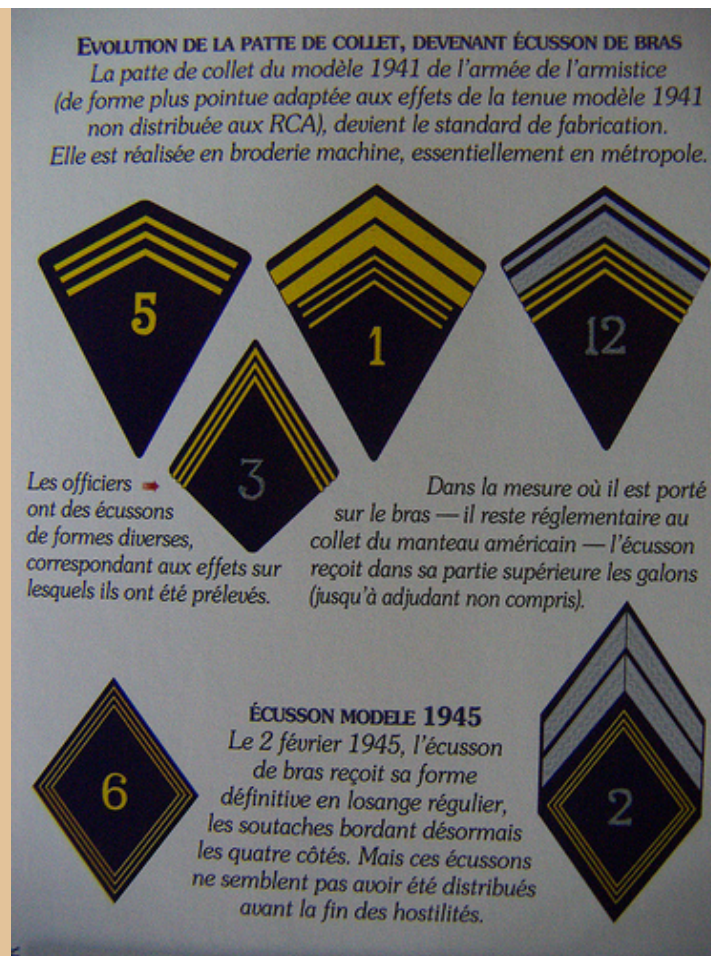 EVOLUTION DE LA PATTE DE COLLET, DEVENANT ÉCUSSON DE BRAS
La patte de collet du modèle 1941 de l'armée de l'armistice
(de forme plus pointue adaptée aux effets de la tenue modèle 1941
non distribuée aux RCA), devient le standard de fabrication.
Elle est réalisée en broderie machine, essentiellement en métropole.
5
1
12
3
Les officiers
ont des écussons
de formes diverses,
correspondant aux effets sur
lesquels ils ont été prélevés.
Dans la mesure où il est porté
sur le bras — il reste réglementaire au
collet du manteau américain — l'écusson
reçoit dans sa partie supérieure les galons
(jusqu'à adjudant non compris).
6
ÉCUSSON MODELE 1945
Le 2 février 1945, l'écusson
de bras reçoit sa forme
définitive en losange régulier,
les soutaches bordant désormais
les quatre côtés. Mais ces écussons
ne semblent pas avoir été distribués
avant la fin des hostilités.
2